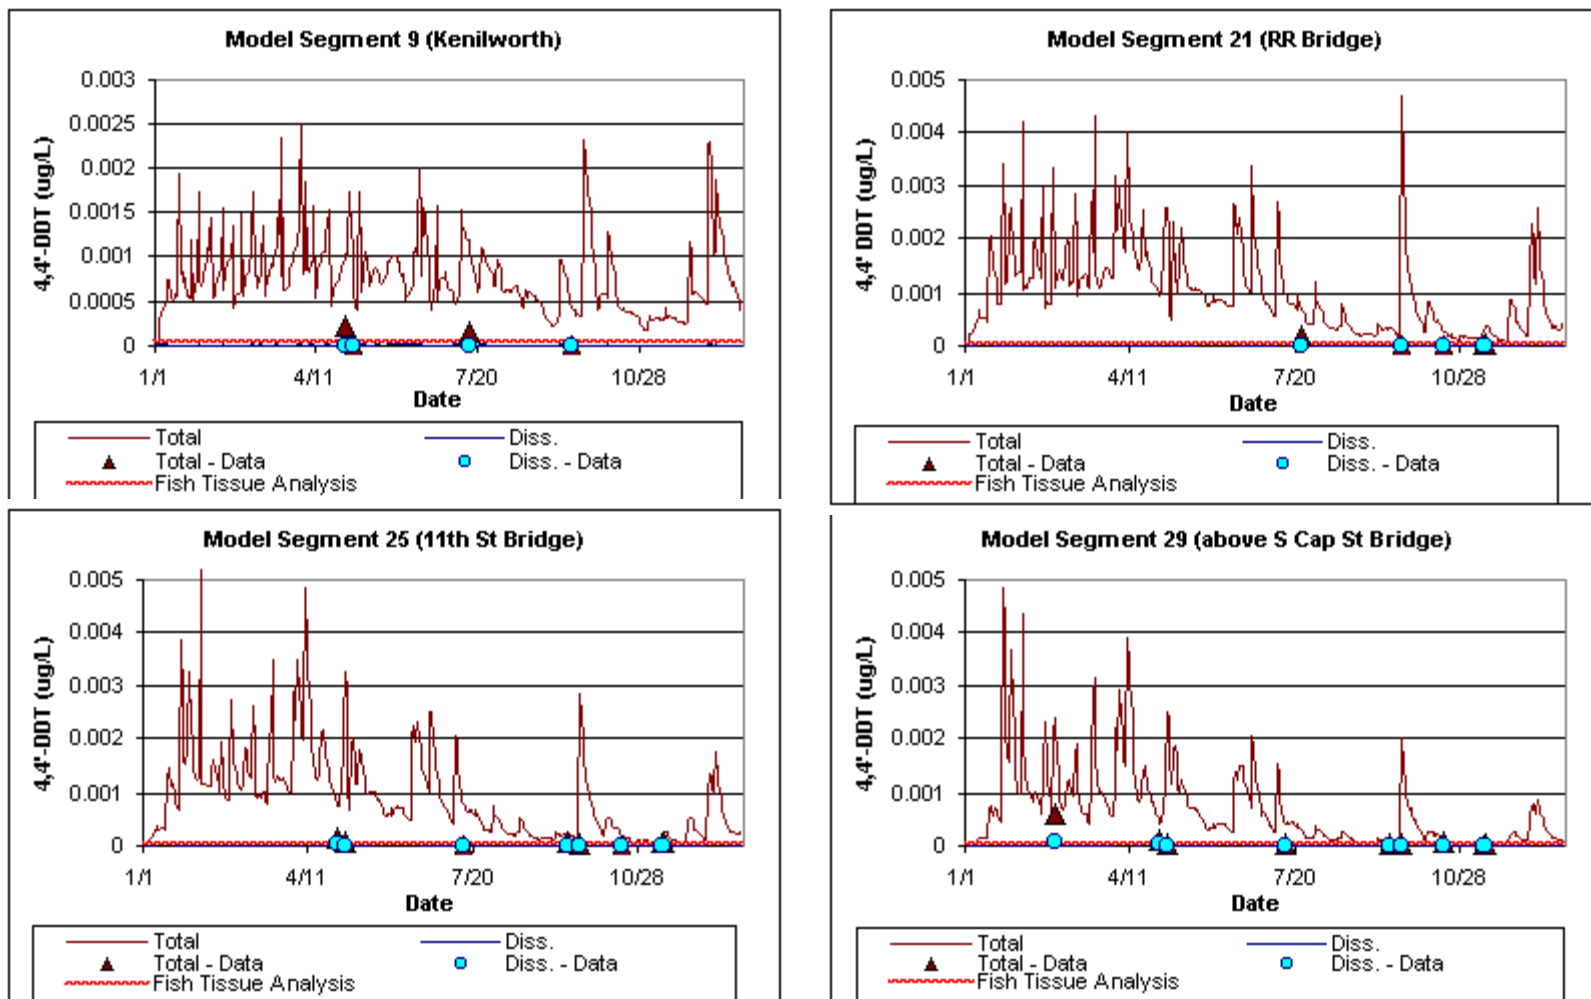 Model Segment 9 (Kenilworth)
4,4'-DDT (ug/L)
0.003
0.0025
0.002
0.0015
0.001
0.0005
0
1/1 4/11 7/20 10/28
Date
Total Diss.
Total - Data Diss. - Data
Fish Tissue Analysis
Model Segment 21 (RR Bridge)
4,4' DDT (ug/L)
0.005
0.004
0.003
0.002
0.001
0
1/1 4/11 7/20 10/28
Date
Total Diss.
Total - Data Diss. - Data
Fish Tissue Analysis
Model Segment 25 (11th St Bridge)
4,4'-DDT (ug/L)
0.005
0.004
0.003
0.002
0.001
0
1/1 4/11 7/20 10/28
Date
Total Diss.
Total - Data Diss. - Data
Fish Tissue Analysis
Model Segment 29 (above S Cap St Bridge)
4,4'-DDT (ug/L)
0.005
0.004
0.003
0.002
0.001
0
1/1 4/11 7/20 10/28
Date
Total Diss.
Total - Data Diss. - Data
Fish Tissue Analysis